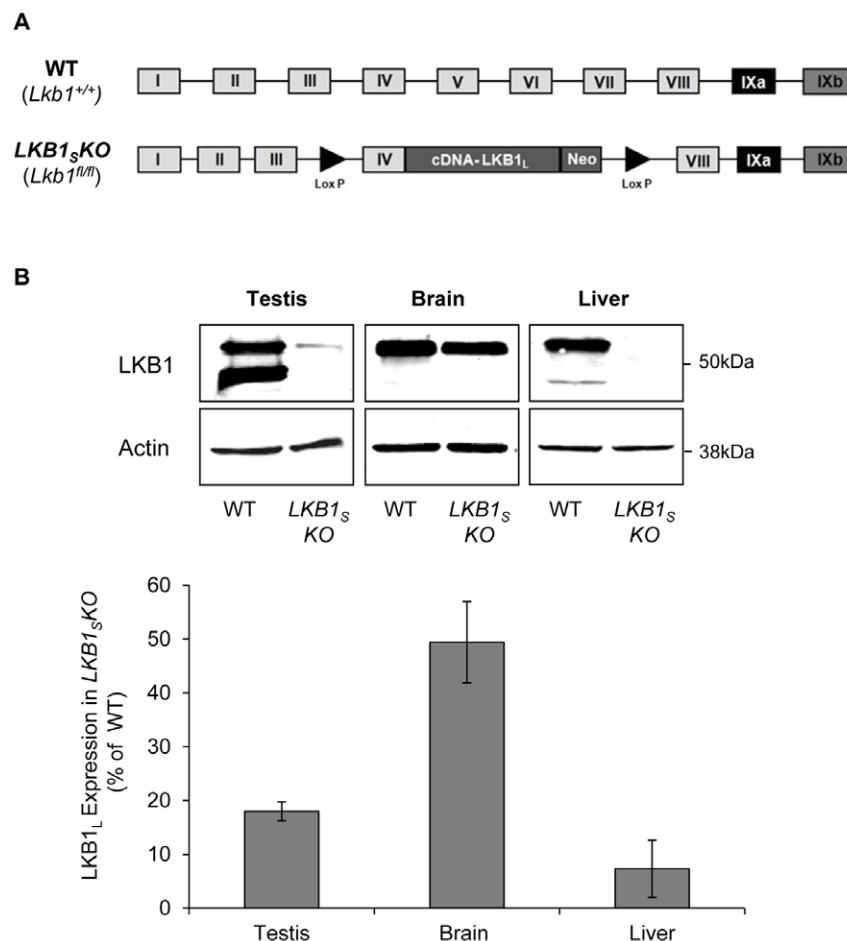 A
WT
(Lkb1+/+)
I II III IV V VI VII VIII IXa IXb
LKB1SKO
(Lkb1fl/fl)
I II III IV cDNA-LKB1L Neo VIII IXa IXb
Lox P Lox P
B
Testis Brain Liver
LKB1
50kDa
Actin
38kDa
WT LKB1S KO WT LKB1S KO WT LKB1S KO
LKB1L Expression in LKB1SKO
(% of WT)
60
50
40
30
20
10
0
Testis Brain Liver